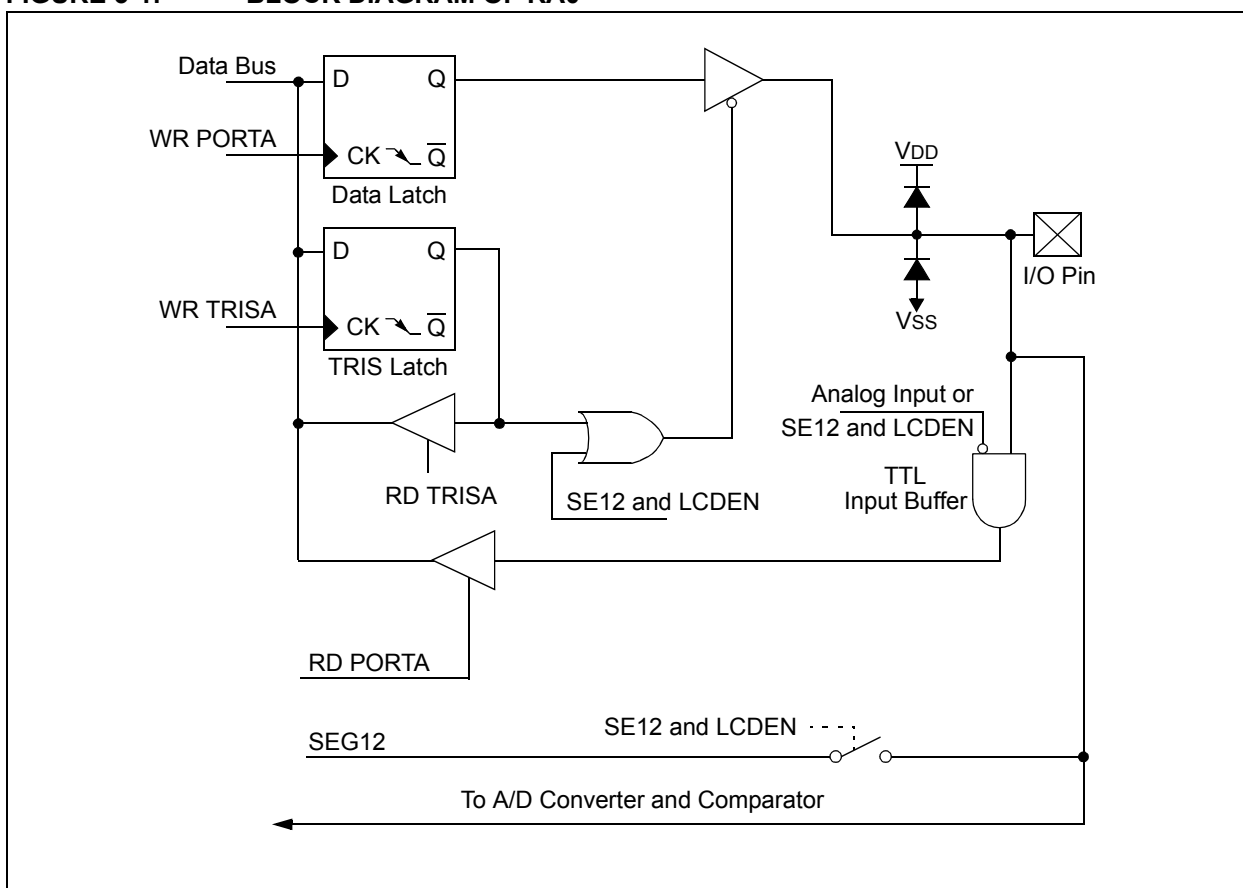 Data Bus
D Q
WR PORTA
CK Q
Data Latch
VDD
D Q
I/O Pin
WR TRISA
CK Q
VSS
TRIS Latch
Analog Input or
SE12 and LCDEN
RD TRISA
SE12 and LCDEN
TTL
Input Buffer
RD PORTA
SE12 and LCDEN
SEG12
To A/D Converter and Comparator